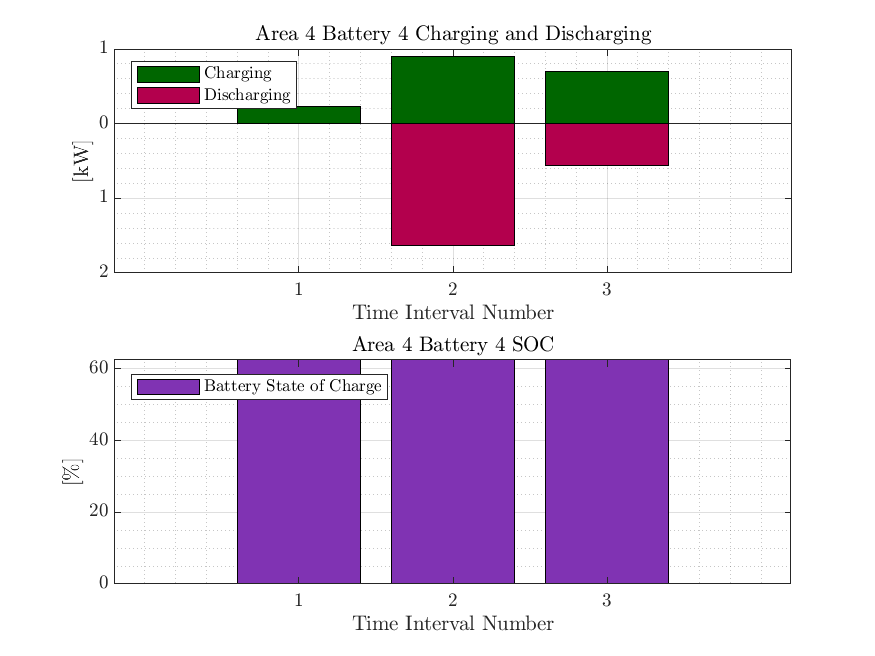 Area 4 Battery 4 Charging and Discharging
1
Charging
Discharging
0
[kW]
1
2
1 2 3
Time Interval Number
Area 4 Battery 4 SOC
60
Battery State of Charge
40
[%]
20
0
1 2 3
Time Interval Number